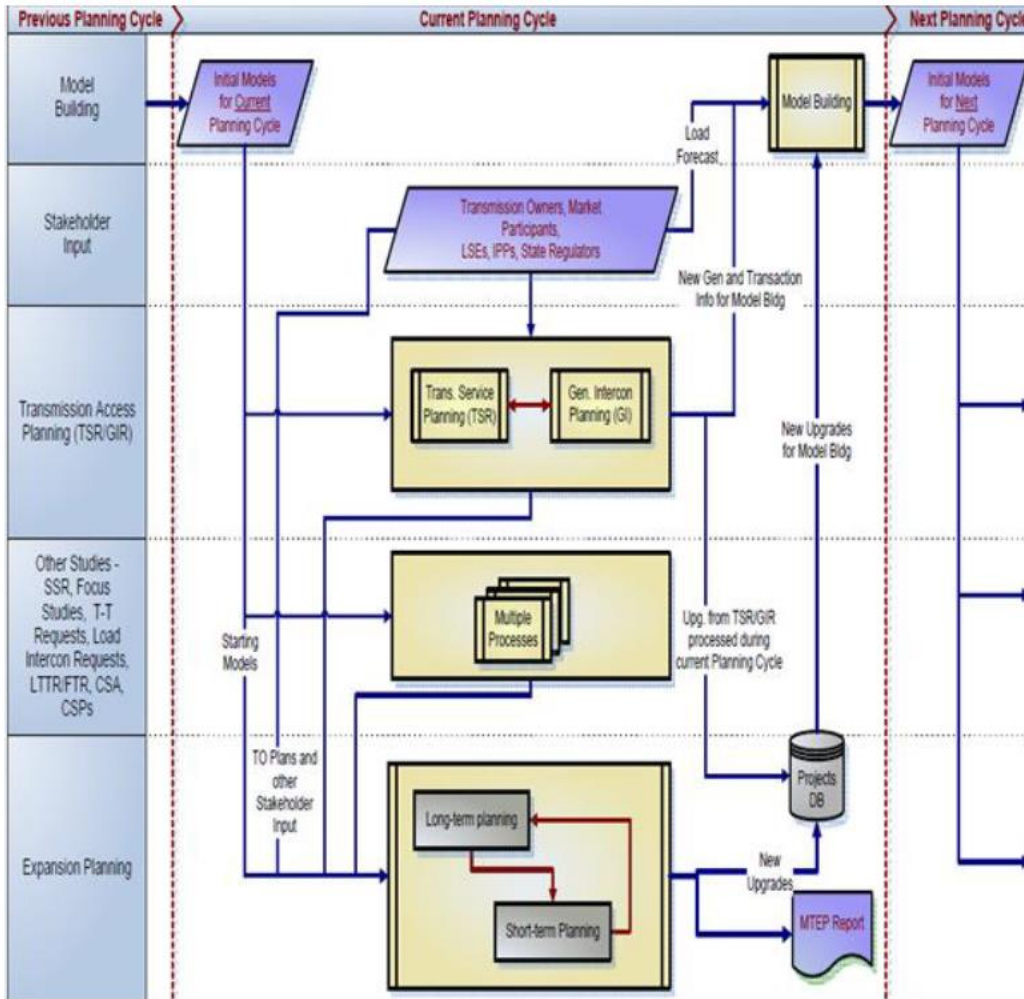 Previous Planning Cycle
Current Planning Cycle
Next Planning Cycle
Model
Building
Initial Models
for Current
Planning Cycle
Model Building
Initial Models
for Next
Planning Cycle
Load
Forecast
Stakeholder
Input
Transmission Owners, Market
Participants,
LSEs, IPPs, State Regulators
New Gen and Transaction
Info for Model Bldg
Transmission Access
Planning (TSR/GIR)
Trans. Service
Planning (TSR)
Gen. Intercon
Planning (GI)
New Upgrades
for Model Bldg
Other Studies -
SSR, Focus
Studies, T-T
Requests, Load
Intercon Requests,
LTTR/FTR, CSA,
CSPs
Starting
Models
Multiple
Processes
Upg. from TSR/GIR
processed during
current Planning Cycle
Expansion Planning
TO Plans and
other
Stakeholder
Input
Long-term planning
Short-term Planning
Projects
DB
New
Upgrades
MTEP Report